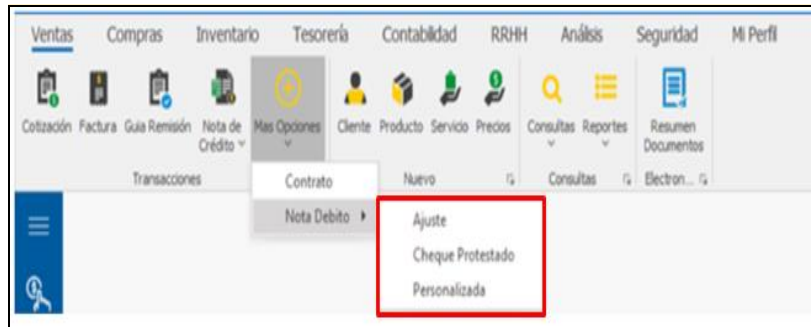 Ventas Compras Inventario Tesorería Contabilidad RRHH Análisis Seguridad Mi Perfil
Cotización Factura Guia Remisión Nota de Crédito Mas Opciones Cliente Producto Servicio Precios Consultas Reportes Resumen Documentos
Transacciones Nuevo Consultas Electron...
Contrato
Nota Debito
Ajuste
Cheque Protestado
Personalizada